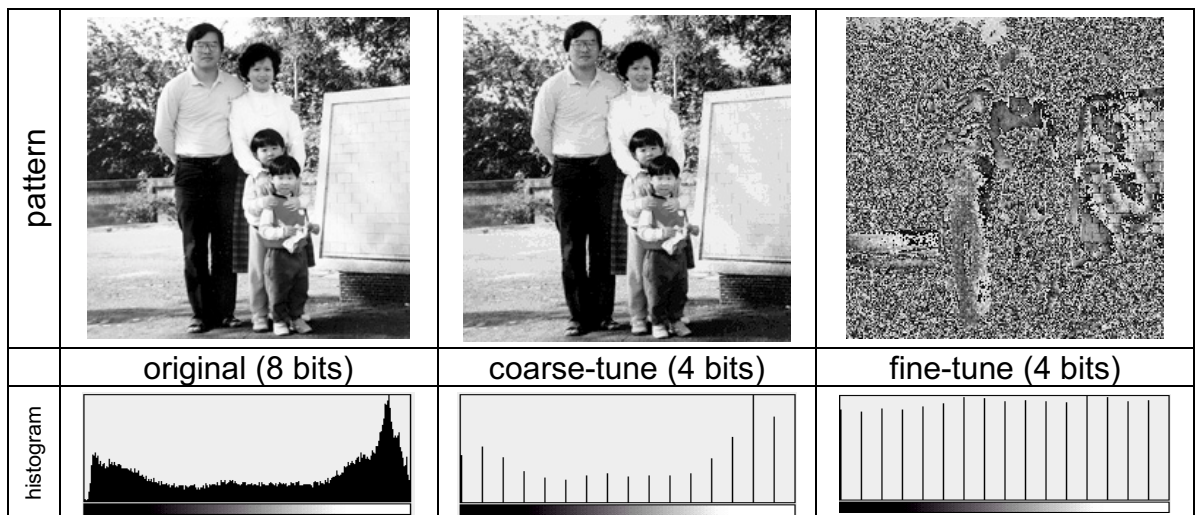 pattern
original (8 bits)
coarse-tune (4 bits)
fine-tune (4 bits)
histogram